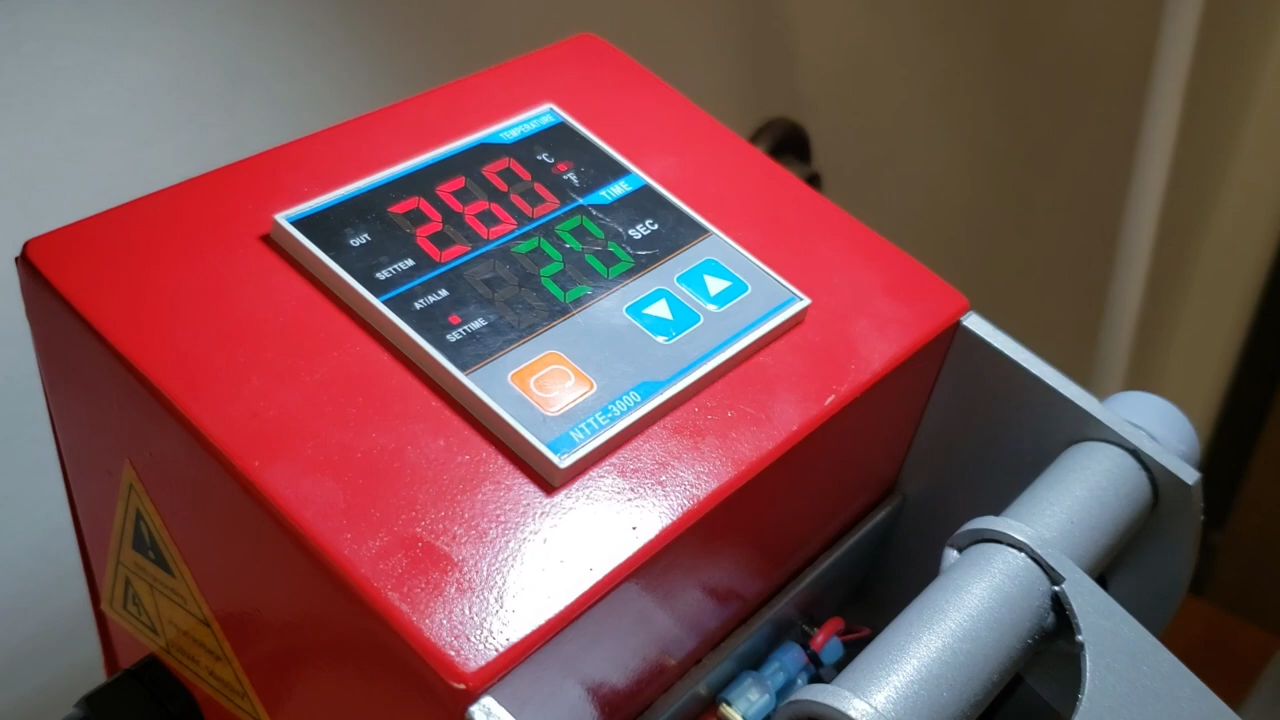 TEMPERATURE
260
°C
°F
OUT
SETTEM
TIME
20
SEC
AT/ALM
SETTIME
NTTE-3000